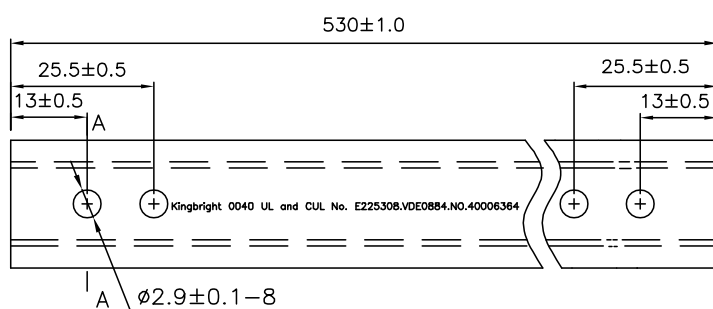 530±1.0
25.5±0.5
25.5±0.5
13±0.5
13±0.5
A
Kingbright 0040 UL and CUL No. E225308.VDE0884.NO.40006364
A
ø2.9±0.1-8